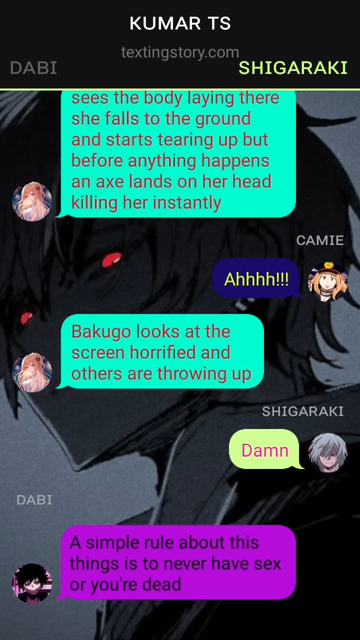 KUMAR TS
textingstory.com
DABI
SHIGARAKI
sees the body laying there
she falls to the ground
and starts tearing up but
before anything happens
an axe lands on her head
killing her instantly
CAMIE
Ahhhh!!!
Bakugo looks at the
screen horrified and
others are throwing up
SHIGARAKI
Damn
DABI
A simple rule about this
things is to never have sex
or you're dead